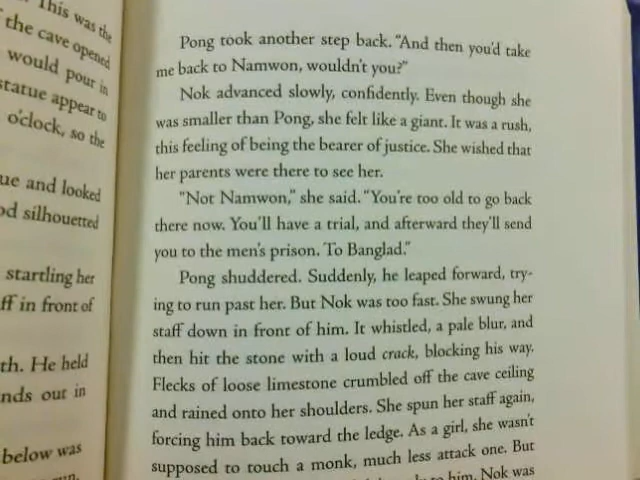 This was the
the cave opened
would pour in
statue appear to
o'clock, so the
ue and looked
od silhouetted
startling her
ff in front of
th. He held
nds out in
below was
Pong took another step back. "And then you'd take
me back to Namwon, wouldn't you?"
Nok advanced slowly, confidently. Even though she
was smaller than Pong, she felt like a giant. It was a rush,
this feeling of being the bearer of justice. She wished that
her parents were there to see her.
"Not Namwon," she said. "You're too old to go back
there now. You'll have a trial, and afterward they'll send
you to the men's prison. To Banglad."
Pong shuddered. Suddenly, he leaped forward, try-
ing to run past her. But Nok was too fast. She swung her
staff down in front of him. It whistled, a pale blur, and
then hit the stone with a loud crack, blocking his way.
Flecks of loose limestone crumbled off the cave ceiling
and rained onto her shoulders. She spun her staff again,
forcing him back toward the ledge. As a girl, she wasn't
supposed to touch a monk, much less attack one. But
to him. Nok was